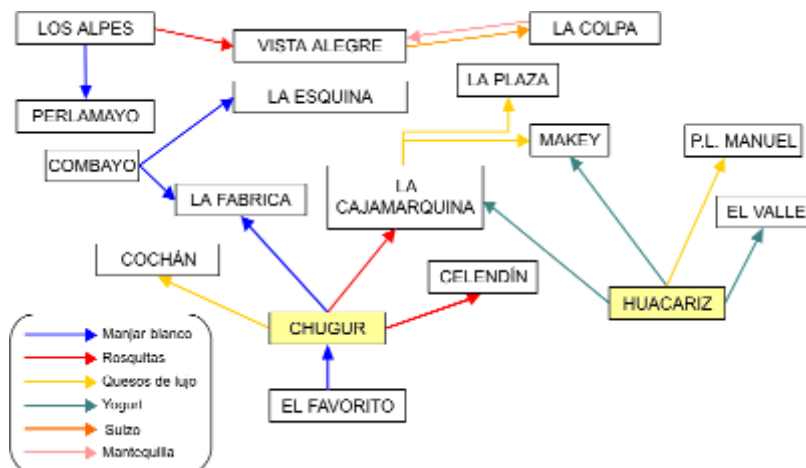 LOS ALPES
VISTA ALEGRE
LA COLPA
LA PLAZA
LA ESQUINA
PERLAMAYO
MAKEY
P.L. MANUEL
COMBAYO
LA FABRICA
LA
CAJAMARQUINA
EL VALLE
COCHÁN
CELENDÍN
HUACARIZ
CHUGUR
EL FAVORITO
Manjar blanco
Rosquitas
Quesos de lujo
Yogurt
Suizo
Mantequilla